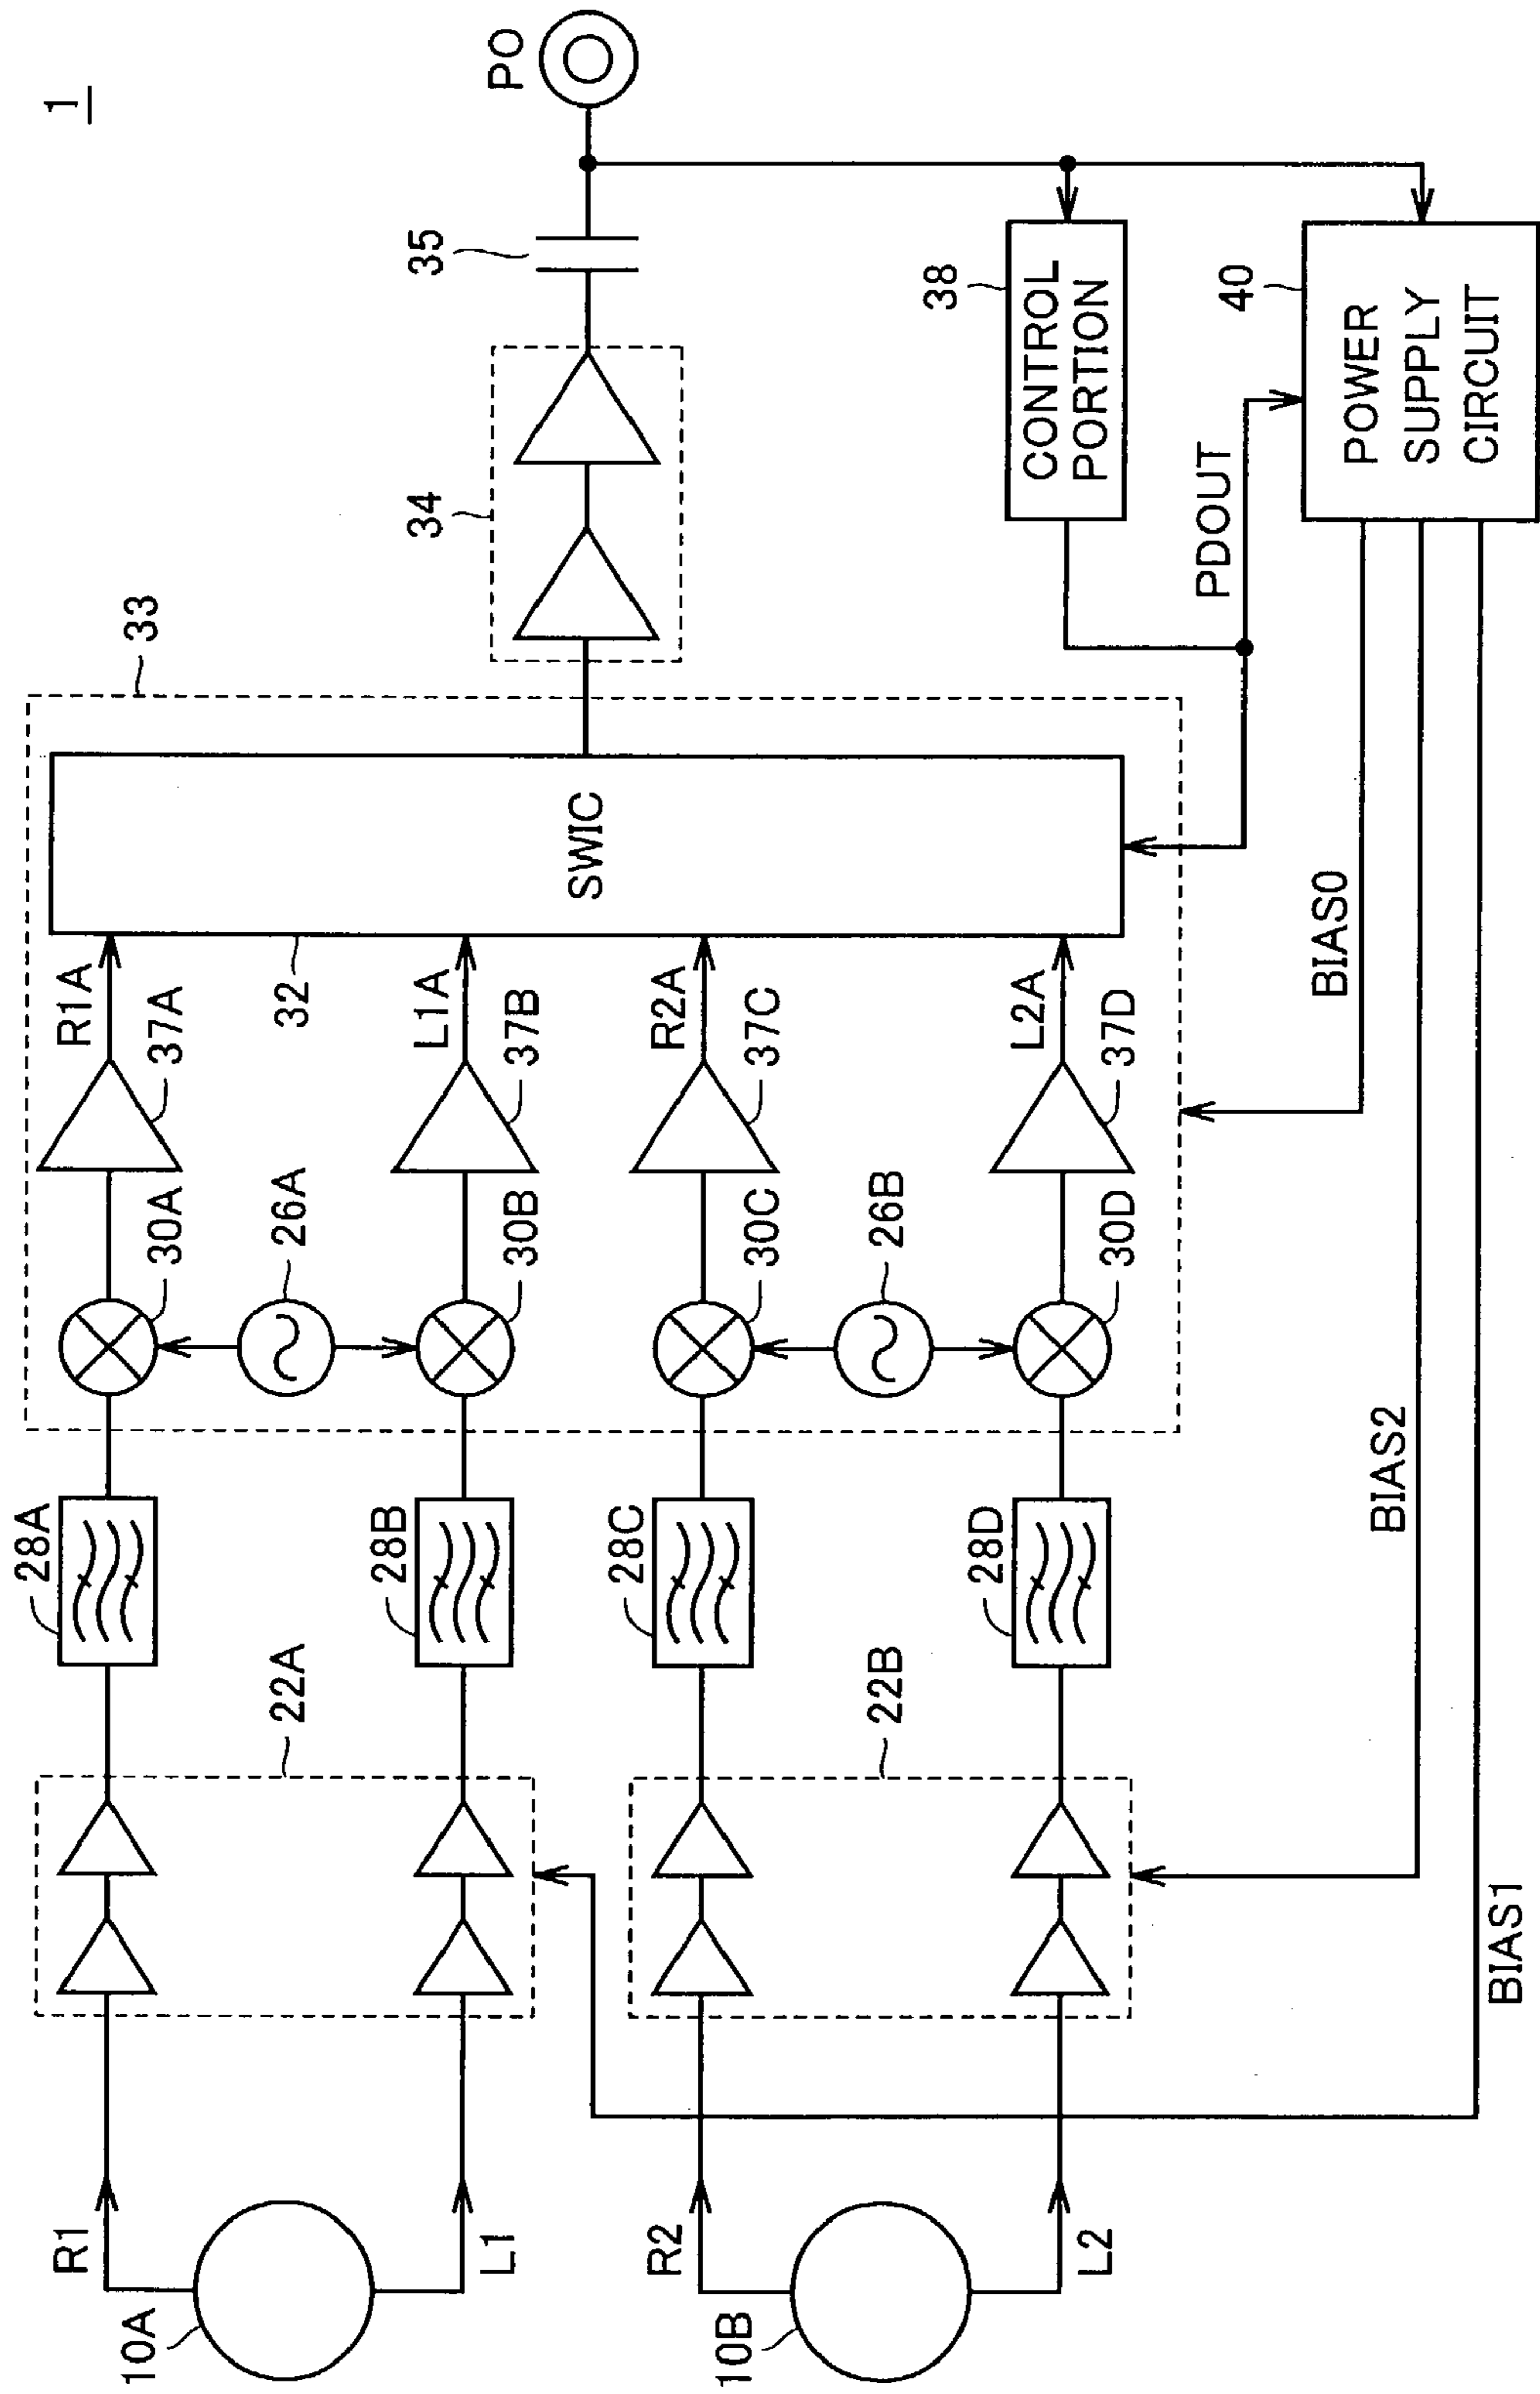 1
10A
R1
L1
10B
R2
L2
22A
22B
28A
28B
28C
28D
30A
26A
30B
30C
26B
30D
37A
37B
37C
37D
R1A
L1A
R2A
L2A
32
SWIC
33
34
35
PO
38
CONTROL
PORTION
PDOUT
40
POWER
SUPPLY
CIRCUIT
BIAS0
BIAS2
BIAS1